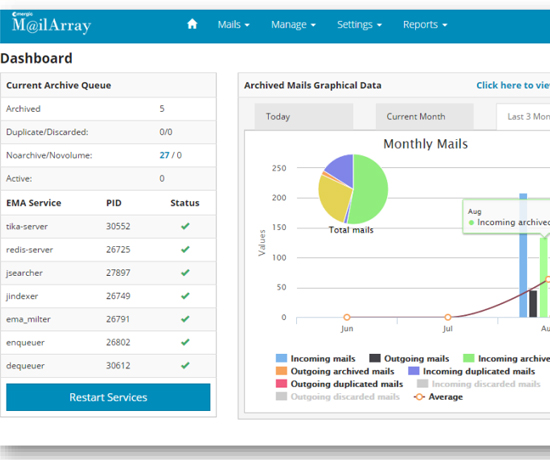 Synergic
M@ilArray
Mails
Manage
Settings
Reports
Dashboard
Current Archive Queue
Archived 5
Duplicate/Discarded: 0/0
Noarchive/Novolume: 27 / 0
Active: 0
EMA Service PID Status
tika-server 30552
redis-server 26725
jsearcher 27897
jindexer 26749
ema_milter 26791
enqueuer 26802
dequeuer 30612
Restart Services
Archived Mails Graphical Data Click here to vie
Today Current Month Last 3 Mon
Monthly Mails
Total mails
Values
250
200
150
100
50
0
Aug
Incoming archived
Jun Jul Au
Incoming mails Outgoing mails Incoming archive
Outgoing archived mails Incoming duplicated mails
Outgoing duplicated mails Incoming discarded mails
Outgoing discarded mails Average